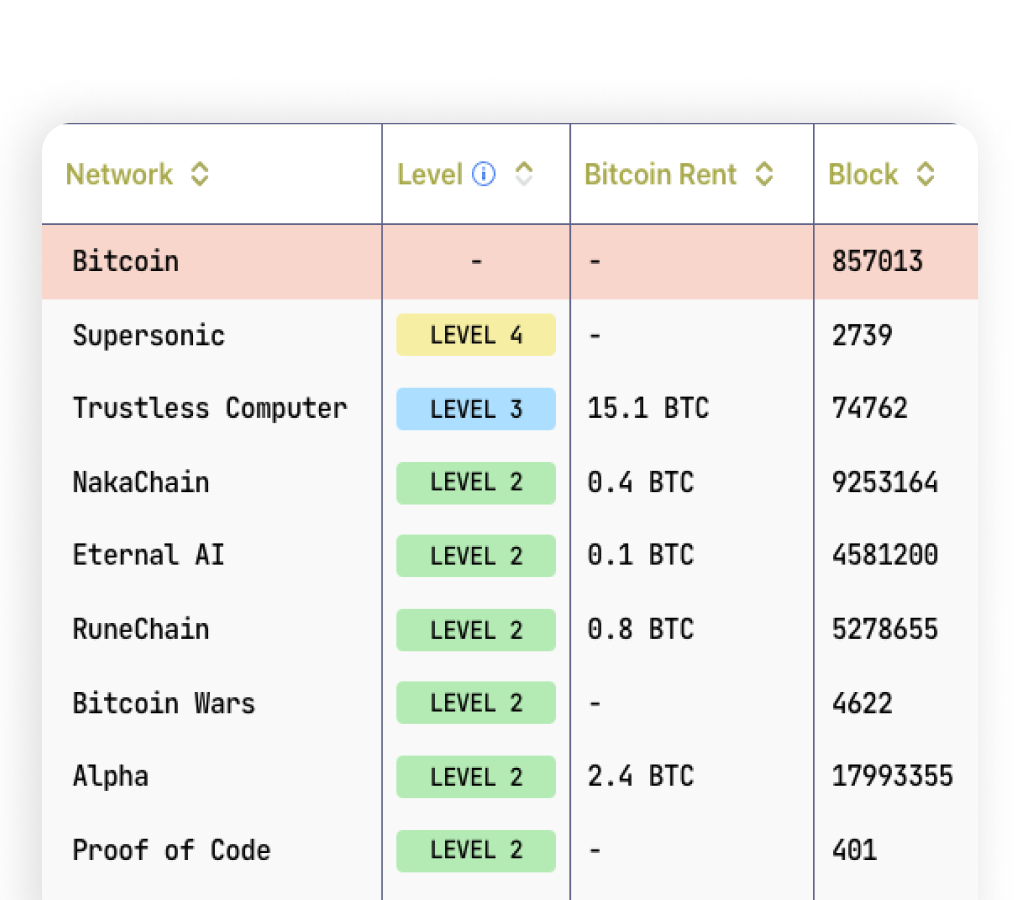 Network Level Bitcoin Rent Block
Bitcoin - - 857013
Supersonic LEVEL 4 - 2739
Trustless Computer LEVEL 3 15.1 BTC 74762
NakaChain LEVEL 2 0.4 BTC 9253164
Eternal AI LEVEL 2 0.1 BTC 4581200
RuneChain LEVEL 2 0.8 BTC 5278655
Bitcoin Wars LEVEL 2 - 4622
Alpha LEVEL 2 2.4 BTC 17993355
Proof of Code LEVEL 2 - 401